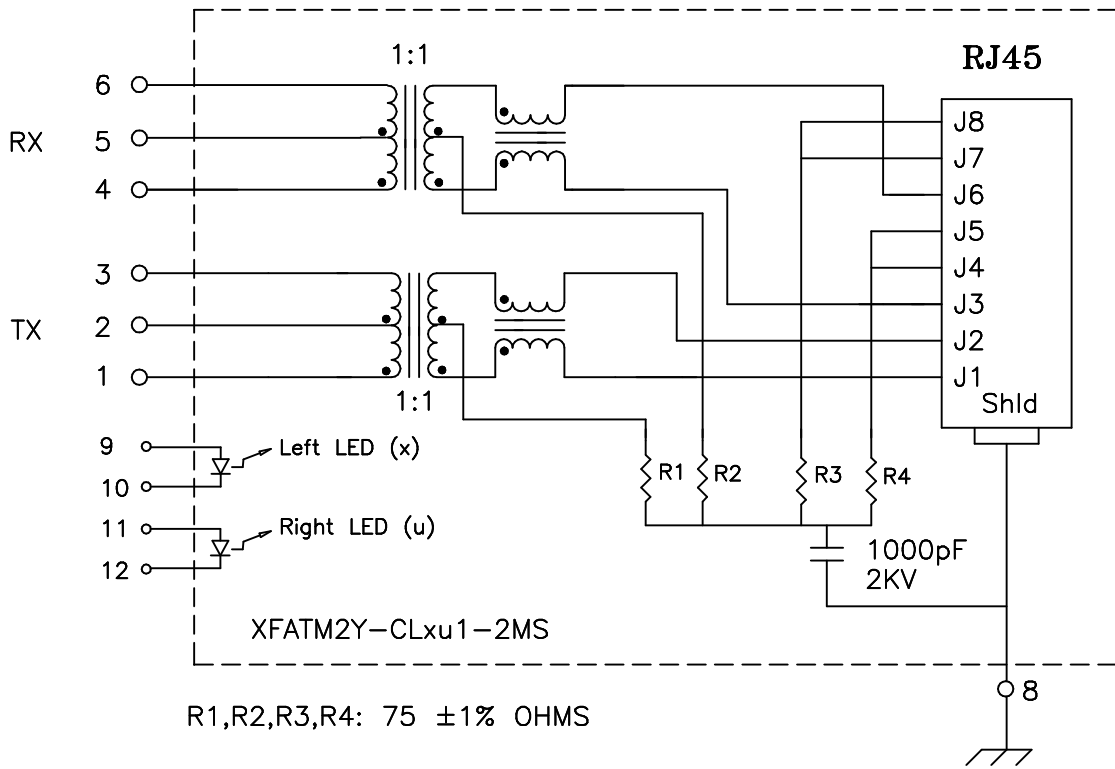 1:1
RJ45
6
RX
5
4
3
TX
2
1
1:1
J8
J7
J6
J5
J4
J3
J2
J1
Shld
9
Left LED (x)
10
11
Right LED (u)
12
R1
R2
R3
R4
1000pF
2KV
XFATM2Y-CLxu1-2MS
8
R1,R2,R3,R4: 75 ±1% OHMS